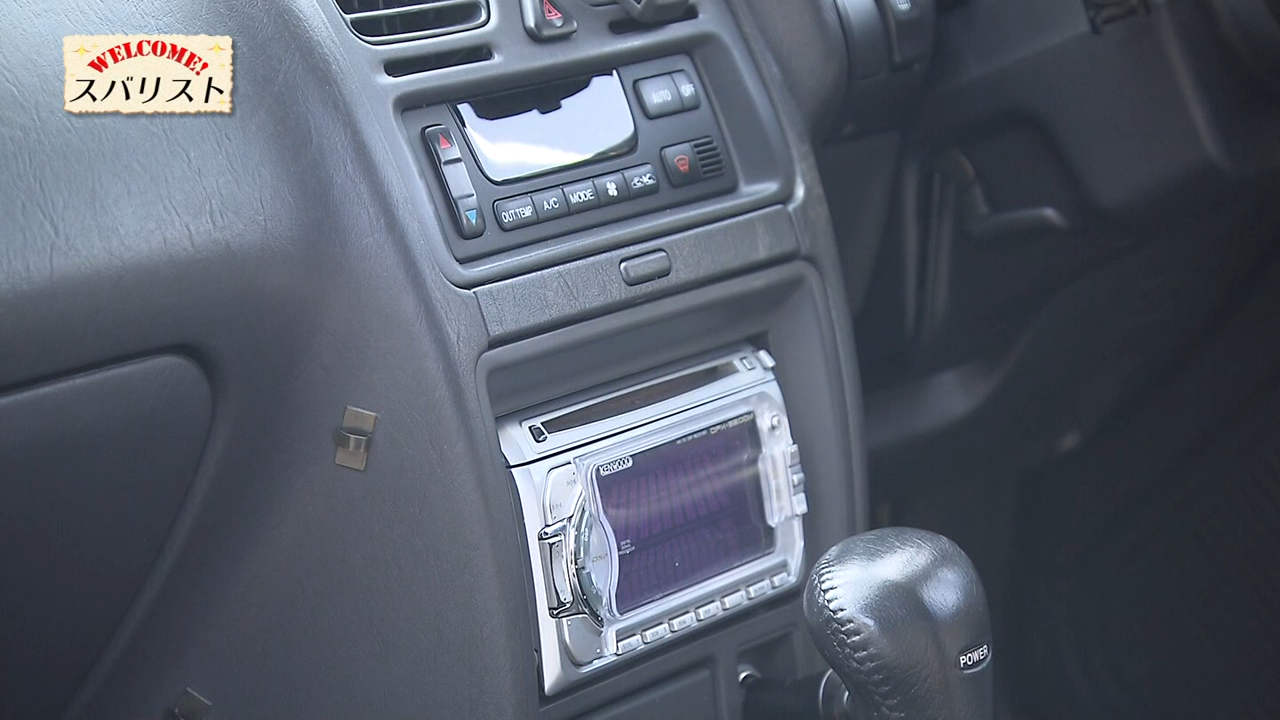 WELCOME!
スバリスト
AUTO
OFF
OUT TEMP
A/C
MODE
KENWOOD
POWER